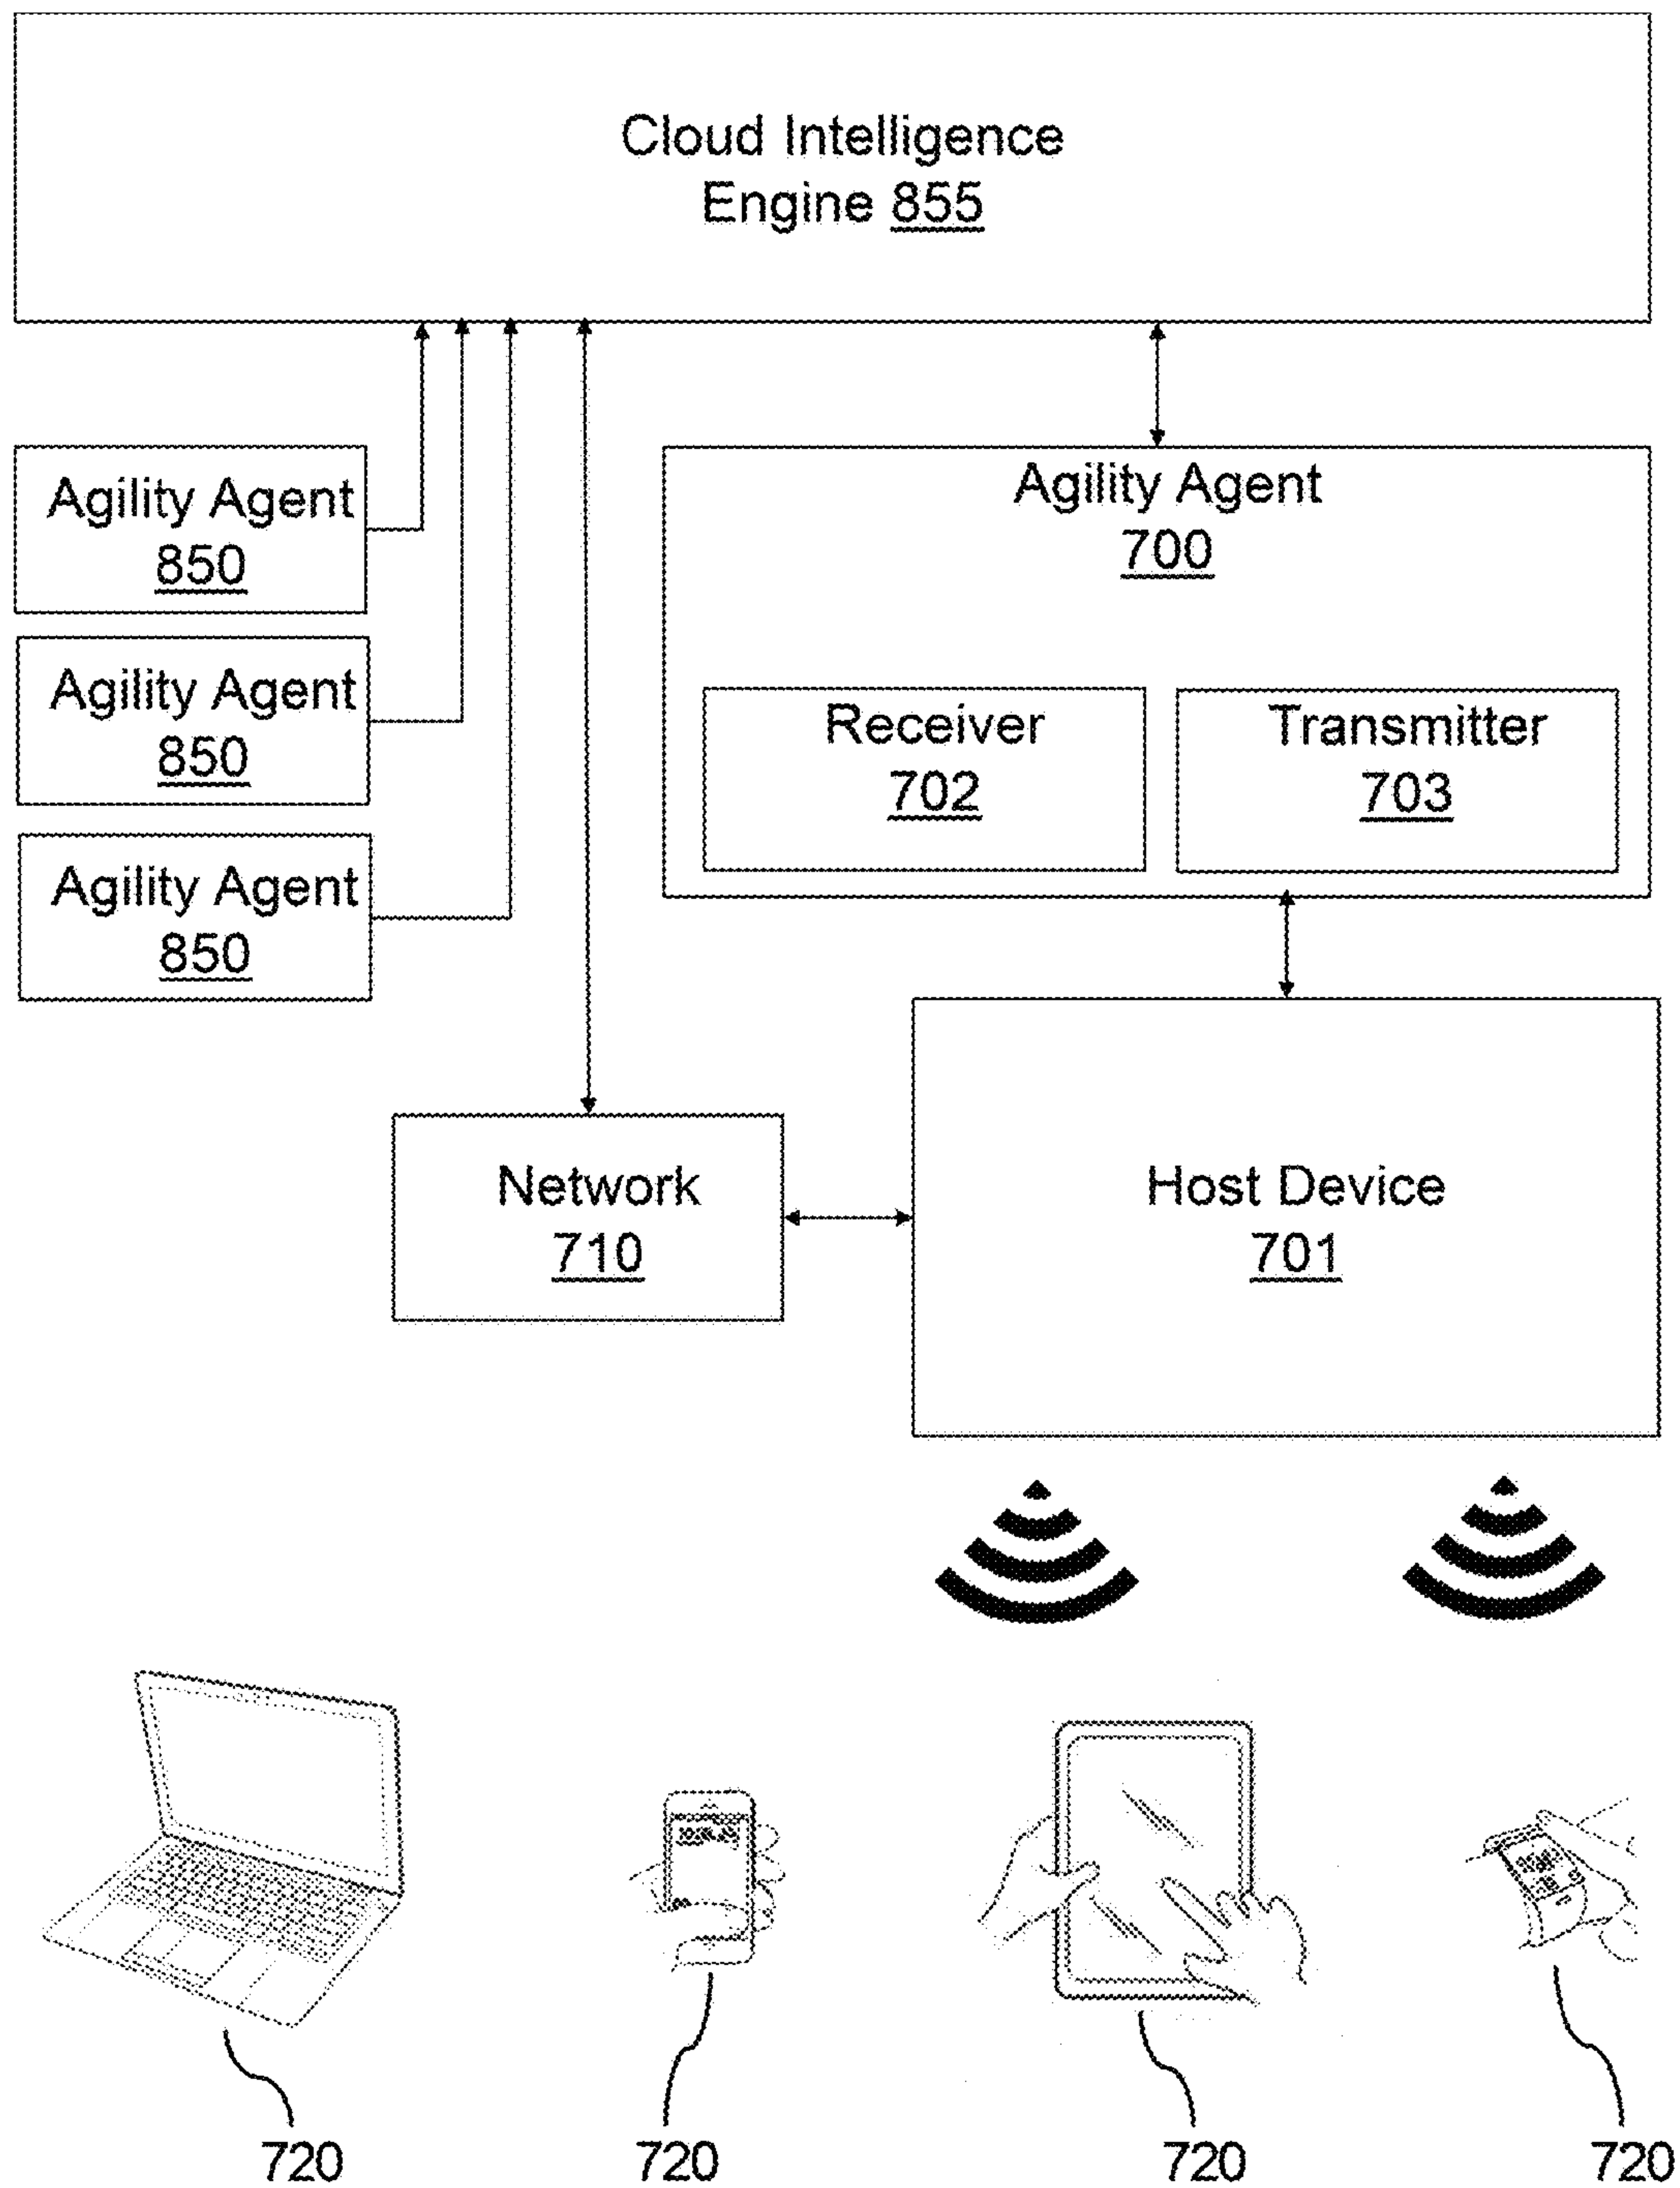 Cloud Intelligence
Engine 855
Agility Agent
850
Agility Agent
850
Agility Agent
850
Agility Agent
700
Receiver
702
Transmitter
703
Network
710
Host Device
701
720
720
720
720